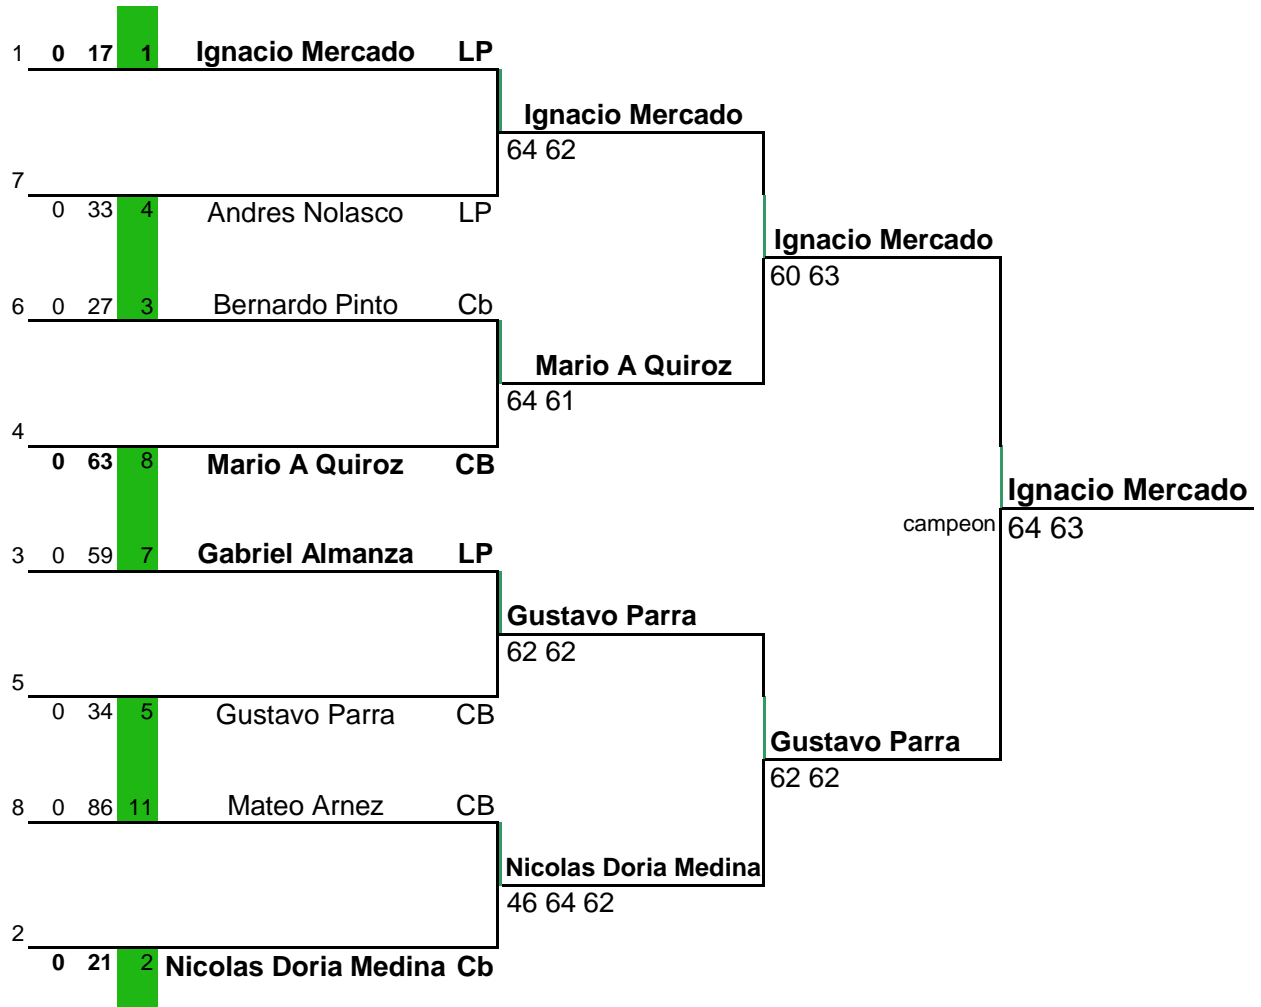 1 0 17 1 Ignacio Mercado LP
Ignacio Mercado
64 62
7
0 33 4 Andres Nolasco LP
Ignacio Mercado
60 63
6 0 27 3 Bernardo Pinto Cb
Mario A Quiroz
64 61
4
0 63 8 Mario A Quiroz CB
Ignacio Mercado
campeon 64 63
3 0 59 7 Gabriel Almanza LP
Gustavo Parra
62 62
5
0 34 5 Gustavo Parra CB
Gustavo Parra
62 62
8 0 86 11 Mateo Arnez CB
Nicolas Doria Medina
46 64 62
2
0 21 2 Nicolas Doria Medina Cb